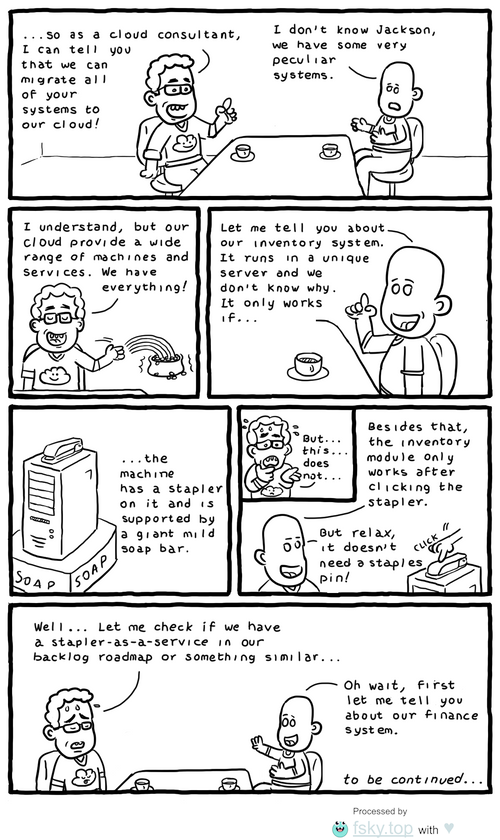 ...so as a cloud consultant,
I can tell you
that we can
migrate all
of your
systems to
our cloud!
I don't know Jackson,
we have some very
peculiar
systems.
I understand, but our
cloud provide a wide
range of machines and
services. We have
everything!
Let me tell you about
our inventory system.
It runs in a unique
server and we
don't know why.
It only works
if...
...the
machine
has a stapler
on it and is
supported by
a giant mild
soap bar.
SOAP
SOAP
But...
this...
does
not...
Besides that,
the inventory
module only
works after
clicking the
stapler.
But relax,
it doesn't
need a staples
pin!
CLICK
Well... Let me check if we have
a stapler-as-a-service in our
backlog roadmap or something similar...
Oh wait, first
let me tell you
about our finance
system.
to be continued...
Processed by
fsky.top with ♥